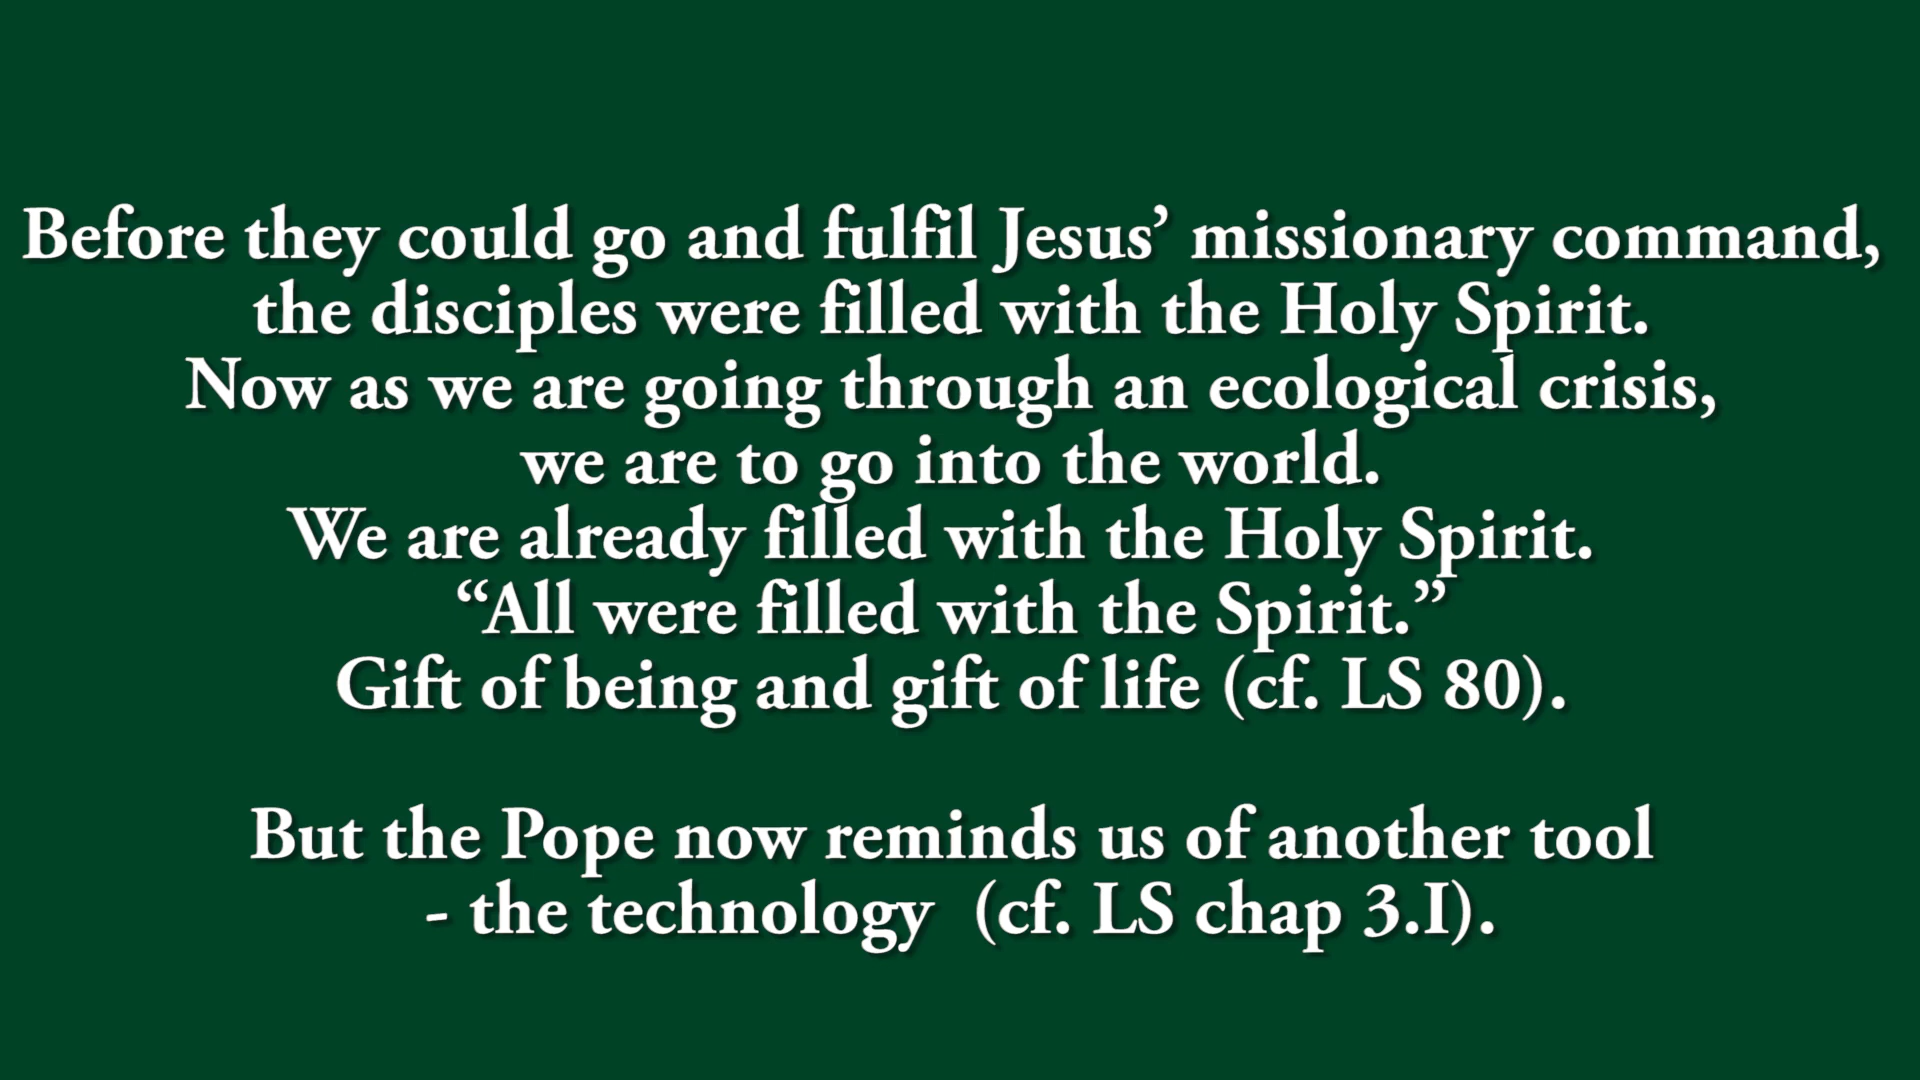 Before they could go and fulfil Jesus’ missionary command,
the disciples were filled with the Holy Spirit.
Now as we are going through an ecological crisis,
we are to go into the world.
We are already filled with the Holy Spirit.
“All were filled with the Spirit.”
Gift of being and gift of life (cf. LS 80).
But the Pope now reminds us of another tool
- the technology  (cf. LS chap 3.I).